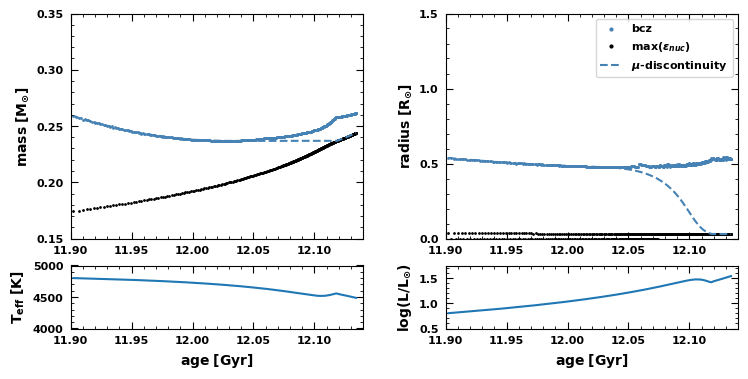 0.35
0.30
0.25
0.20
0.15
mass [M⊙]
11.90 11.95 12.00 12.05 12.10
1.5
1.0
0.5
0.0
radius [R⊙]
bcz
max(ε_nuc)
μ-discontinuity
11.90 11.95 12.00 12.05 12.10
5000
4500
4000
T_eff [K]
11.90 11.95 12.00 12.05 12.10
age [Gyr]
1.5
1.0
0.5
log(L/L⊙)
11.90 11.95 12.00 12.05 12.10
age [Gyr]